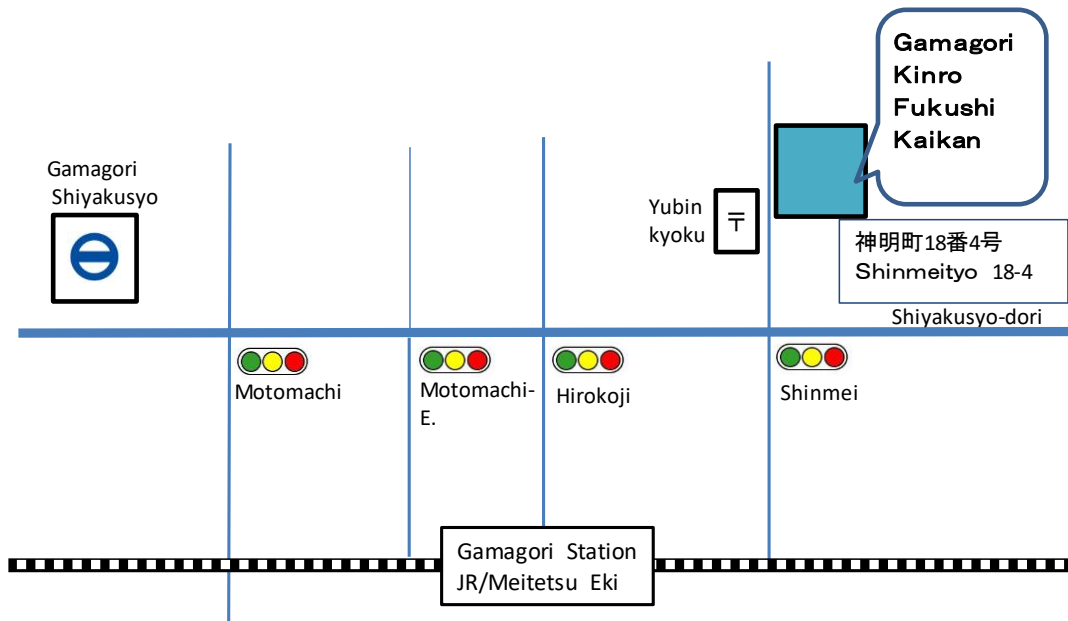 Gamagori
Kinro
Fukushi
Kaikan
Gamagori
Shiyakusyo
Yubin
kyoku
〒
神明町18番4号
Shinmeityo 18-4
Shiyakusyo-dori
Motomachi
Motomachi-
E.
Hirokoji
Shinmei
Gamagori Station
JR/Meitetsu Eki